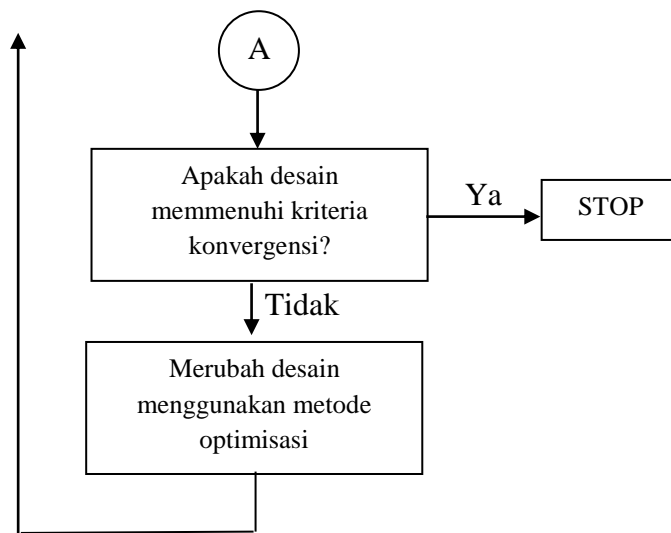 A
Apakah desain
memmenuhi kriteria
konvergensi?
Ya
STOP
Tidak
Merubah desain
menggunakan metode
optimisasi